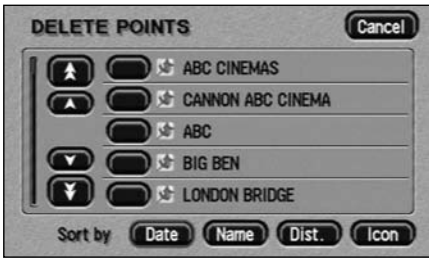 DELETE POINTS Cancel
ABC CINEMAS
CANNON ABC CINEMA
ABC
BIG BEN
LONDON BRIDGE
Sort by Date Name Dist. Icon